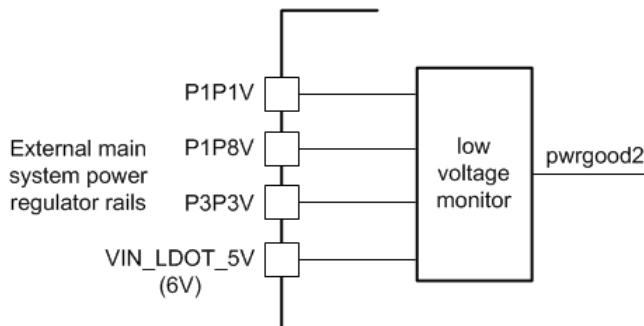 P1P1V
P1P8V
External main
system power
regulator rails
P3P3V
VIN_LDOT_5V
(6V)
low
voltage
monitor
pwrgood2